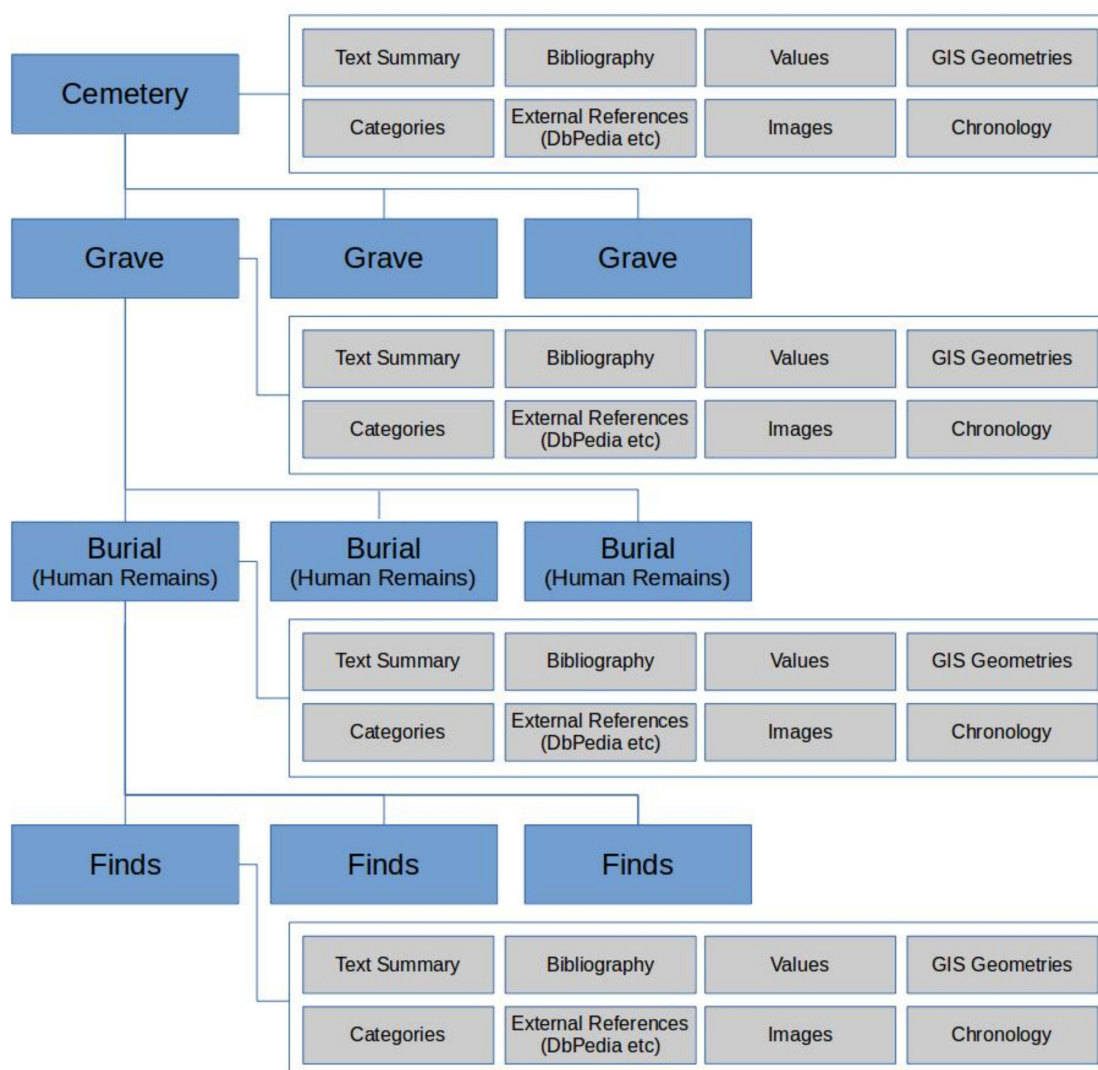 Cemetery
Text Summary
Bibliography
Values
GIS Geometries
Categories
External References
(DbPedia etc)
Images
Chronology
Grave
Grave
Grave
Text Summary
Bibliography
Values
GIS Geometries
Categories
External References
(DbPedia etc)
Images
Chronology
Burial
(Human Remains)
Burial
(Human Remains)
Burial
(Human Remains)
Text Summary
Bibliography
Values
GIS Geometries
Categories
External References
(DbPedia etc)
Images
Chronology
Finds
Finds
Finds
Text Summary
Bibliography
Values
GIS Geometries
Categories
External References
(DbPedia etc)
Images
Chronology